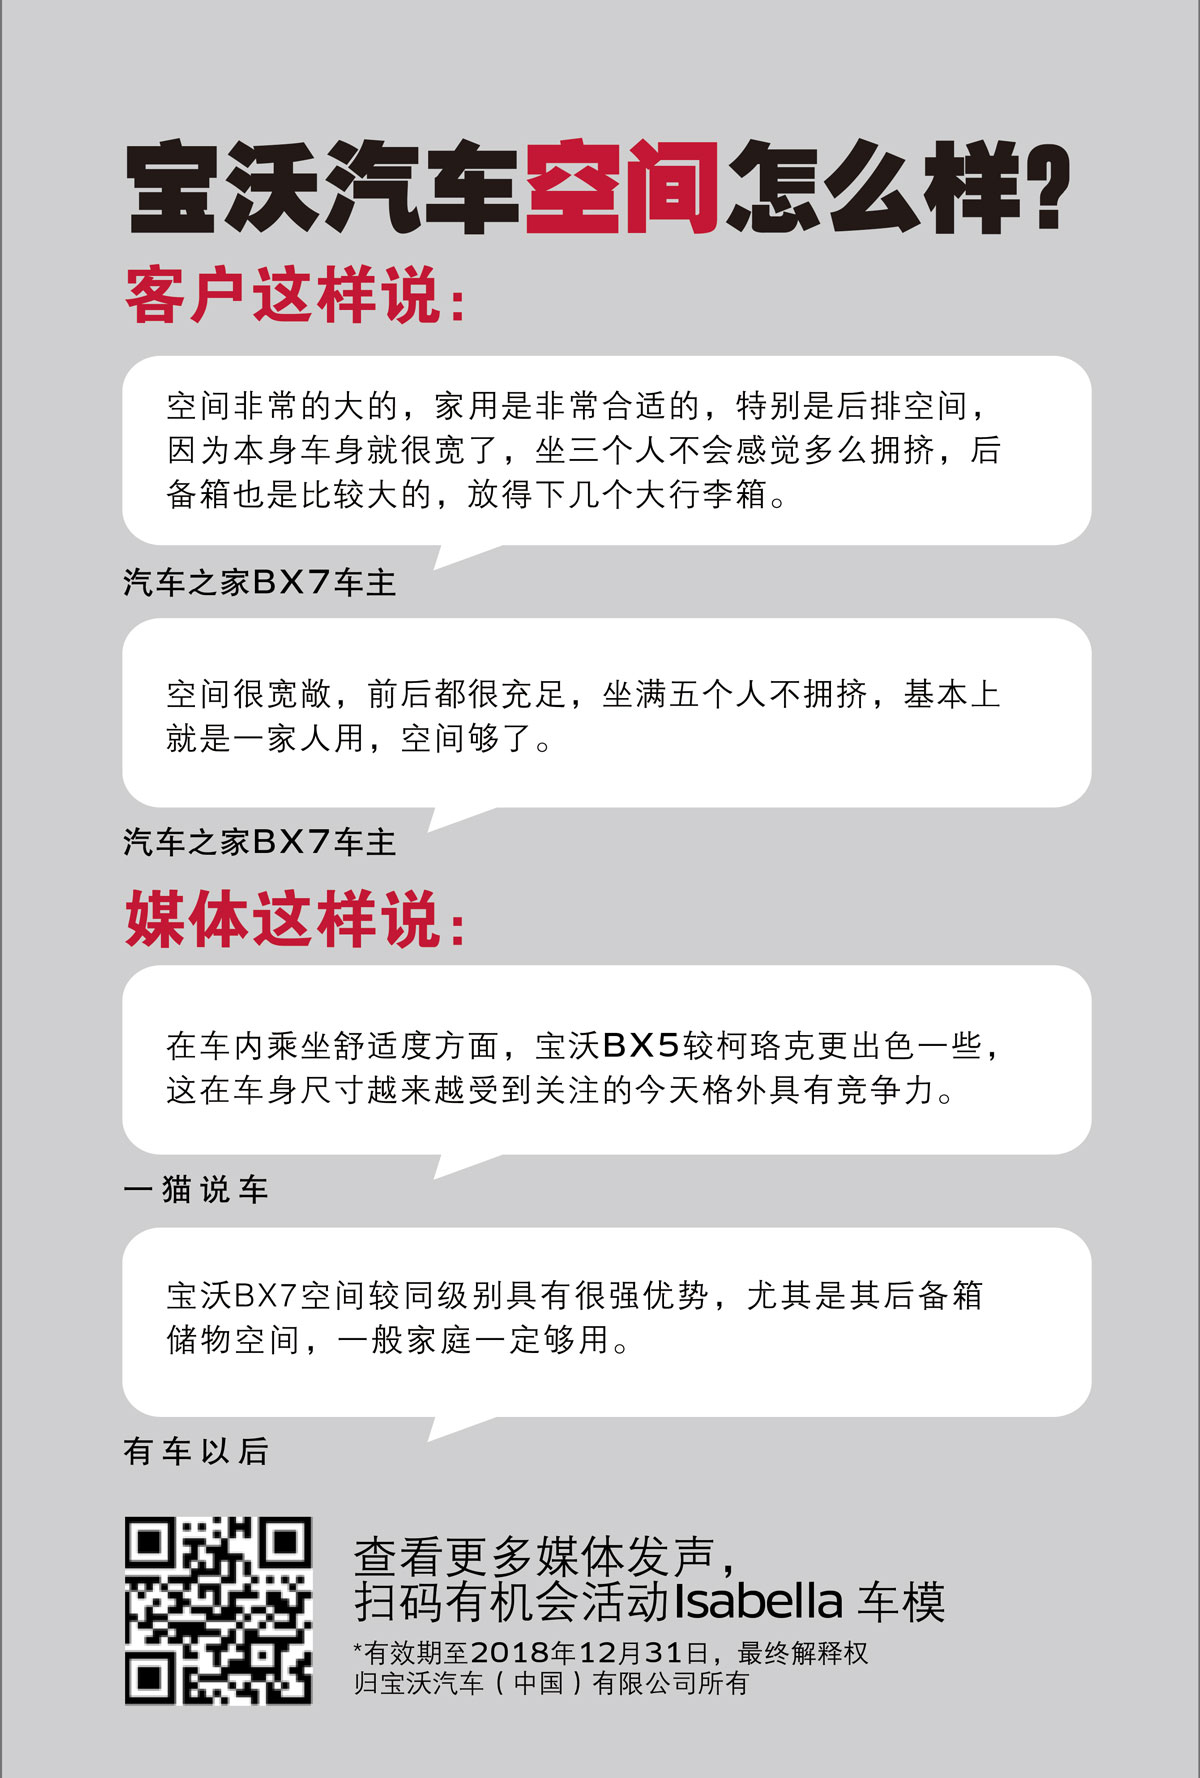 宝沃汽车空间怎么样?
客户这样说:
空间非常的大的，家用是非常合适的，特别是后排空间，
因为本身车身就很宽了，坐三个人不会感觉多么拥挤，后
备箱也是比较大的，放得下几个大行李箱。
汽车之家BX7车主
空间很宽敞，前后都很充足，坐满五个人不拥挤，基本上
就是一家人用，空间够了。
汽车之家BX7车主
媒体这样说:
在车内乘坐舒适度方面，宝沃BX5较柯珞克更出色一些，
这在车身尺寸越来越受到关注的今天格外具有竞争力。
一猫说车
宝沃BX7空间较同级别具有很强优势，尤其是其后备箱
储物空间，一般家庭一定够用。
有车以后
查看更多媒体发声，
扫码有机会活动Isabella 车模
*有效期至2018年12月31日，最终解释权
归宝沃汽车（中国）有限公司所有